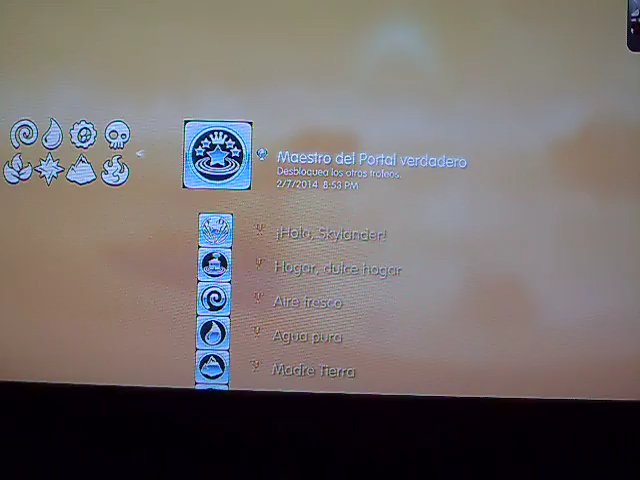 Maestro del Portal verdadero
Desbloquea los otros trofeos.
2/7/2014 8:53 PM
¡Hola, Skylander!
Hogar, dulce hogar
Aire fresco
Agua pura
Madre Tierra